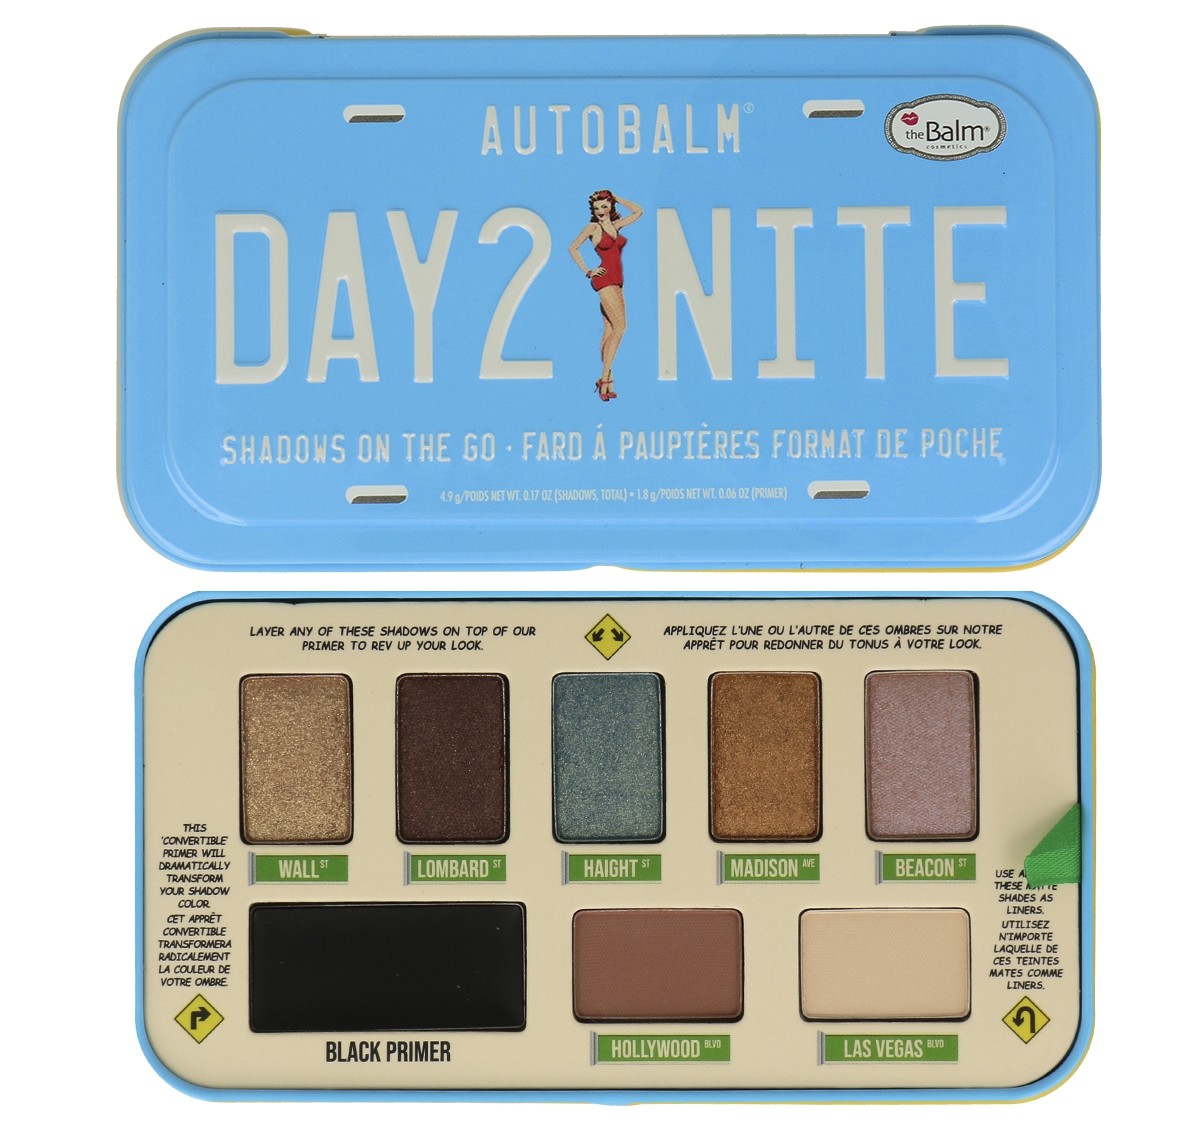 AUTOBALM®
theBalm®
cosmetics
DAY2NITE
SHADOWS ON THE GO · FARD Á PAUPIÈRES FORMAT DE POCHE
4.9 g/POIDS NET WT. 0.17 OZ (SHADOWS, TOTAL) • 1.8 g/POIDS NET WT. 0.06 OZ (PRIMER)
LAYER ANY OF THESE SHADOWS ON TOP OF OUR
PRIMER TO REV UP YOUR LOOK.
APPLIQUEZ L'UNE OU L'AUTRE DE CES OMBRES SUR NOTRE
APPRÊT POUR REDONNER DU TONUS À VOTRE LOOK.
WALL ST
LOMBARD ST
HAIGHT ST
MADISON AVE
BEACON ST
THIS
'CONVERTIBLE'
PRIMER WILL
DRAMATICALLY
TRANSFORM
YOUR SHADOW
COLOR.
CET APPRÊT
CONVERTIBLE
TRANSFORMERA
RADICALEMENT
LA COULEUR DE
VOTRE OMBRE.
BLACK PRIMER
HOLLYWOOD BLVD
LAS VEGAS BLVD
USE
THESE
SHADES AS
LINERS.
UTILISEZ
N'IMPORTE
LAQUELLE DE
CES TEINTES
MATES COMME
LINERS.